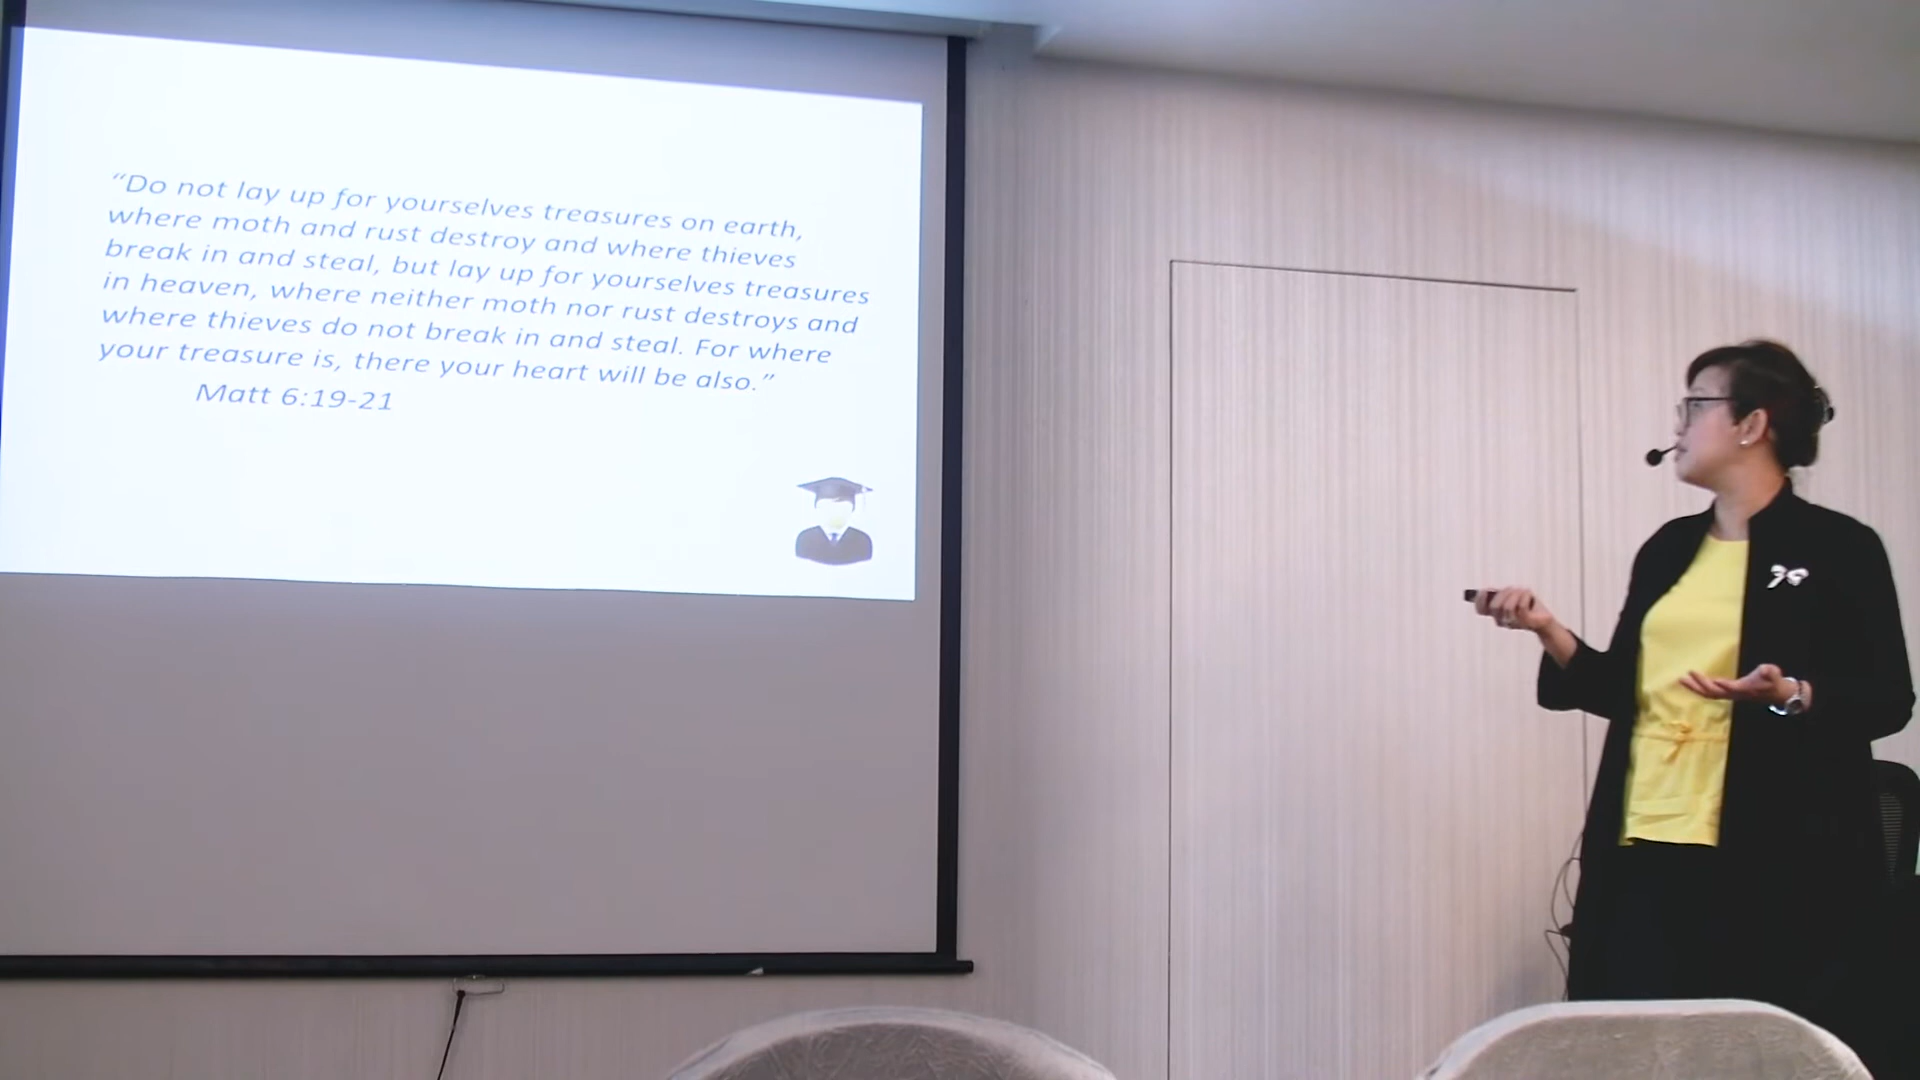 “Do not lay up for yourselves treasures on earth,
where moth and rust destroy and where thieves
break in and steal, but lay up for yourselves treasures
in heaven, where neither moth nor rust destroys and
where thieves do not break in and steal. For where
your treasure is, there your heart will be also.”
Matt 6:19-21